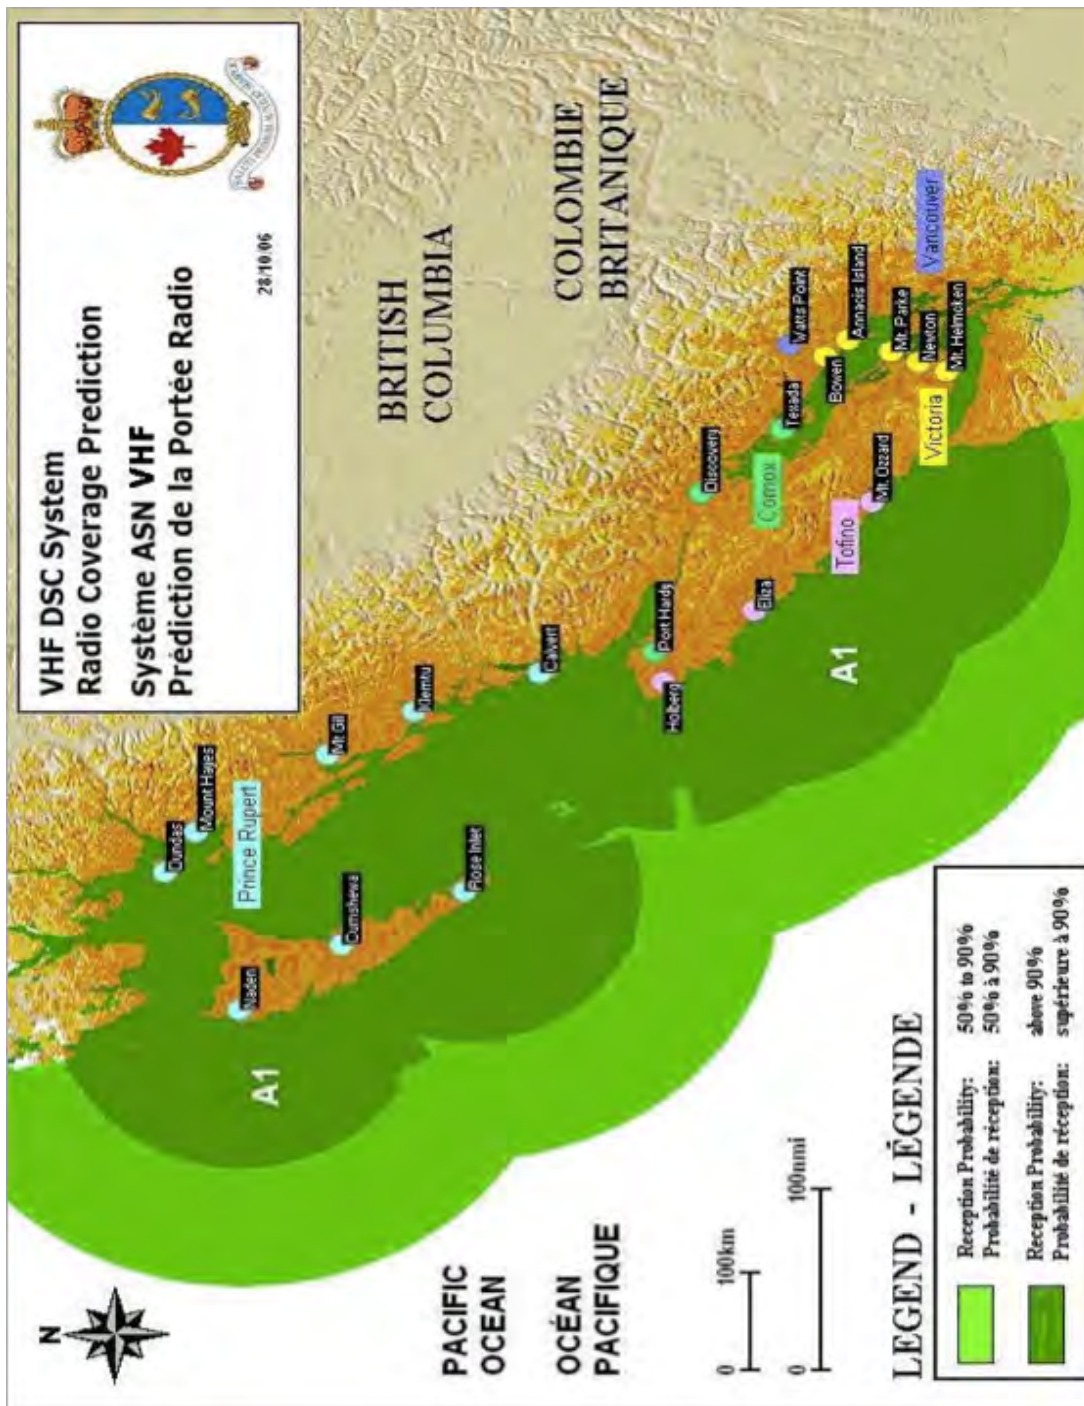 VHF DSC System
Radio Coverage Prediction
Système ASN VHF
Prédiction de la Portée Radio
28/10/06
BRITISH
COLUMBIA
COLOMBIE
BRITANIQUE
N
Dundas
Mount Hayes
Prince Rupert
Naden
Cumshewa
Rose Inlet
Mt Gil
Klemtu
Calvert
A1
Port Hardy
Holberg
Eliza
Discovery
Comox
Texada
Watts Point
Bowen
Annacis Island
Mt. Parke
Newton
Mt. Helmcken
Vancouver
Victoria
Tofino
Mt. Ozzard
A1
PACIFIC
OCEAN
OCÉAN
PACIFIQUE
0 100km
0 100nmi
LEGEND - LÉGENDE
Reception Probability: 50% to 90%
Probabilité de réception: 50% à 90%
Reception Probability: above 90%
Probabilité de réception: supérieure à 90%